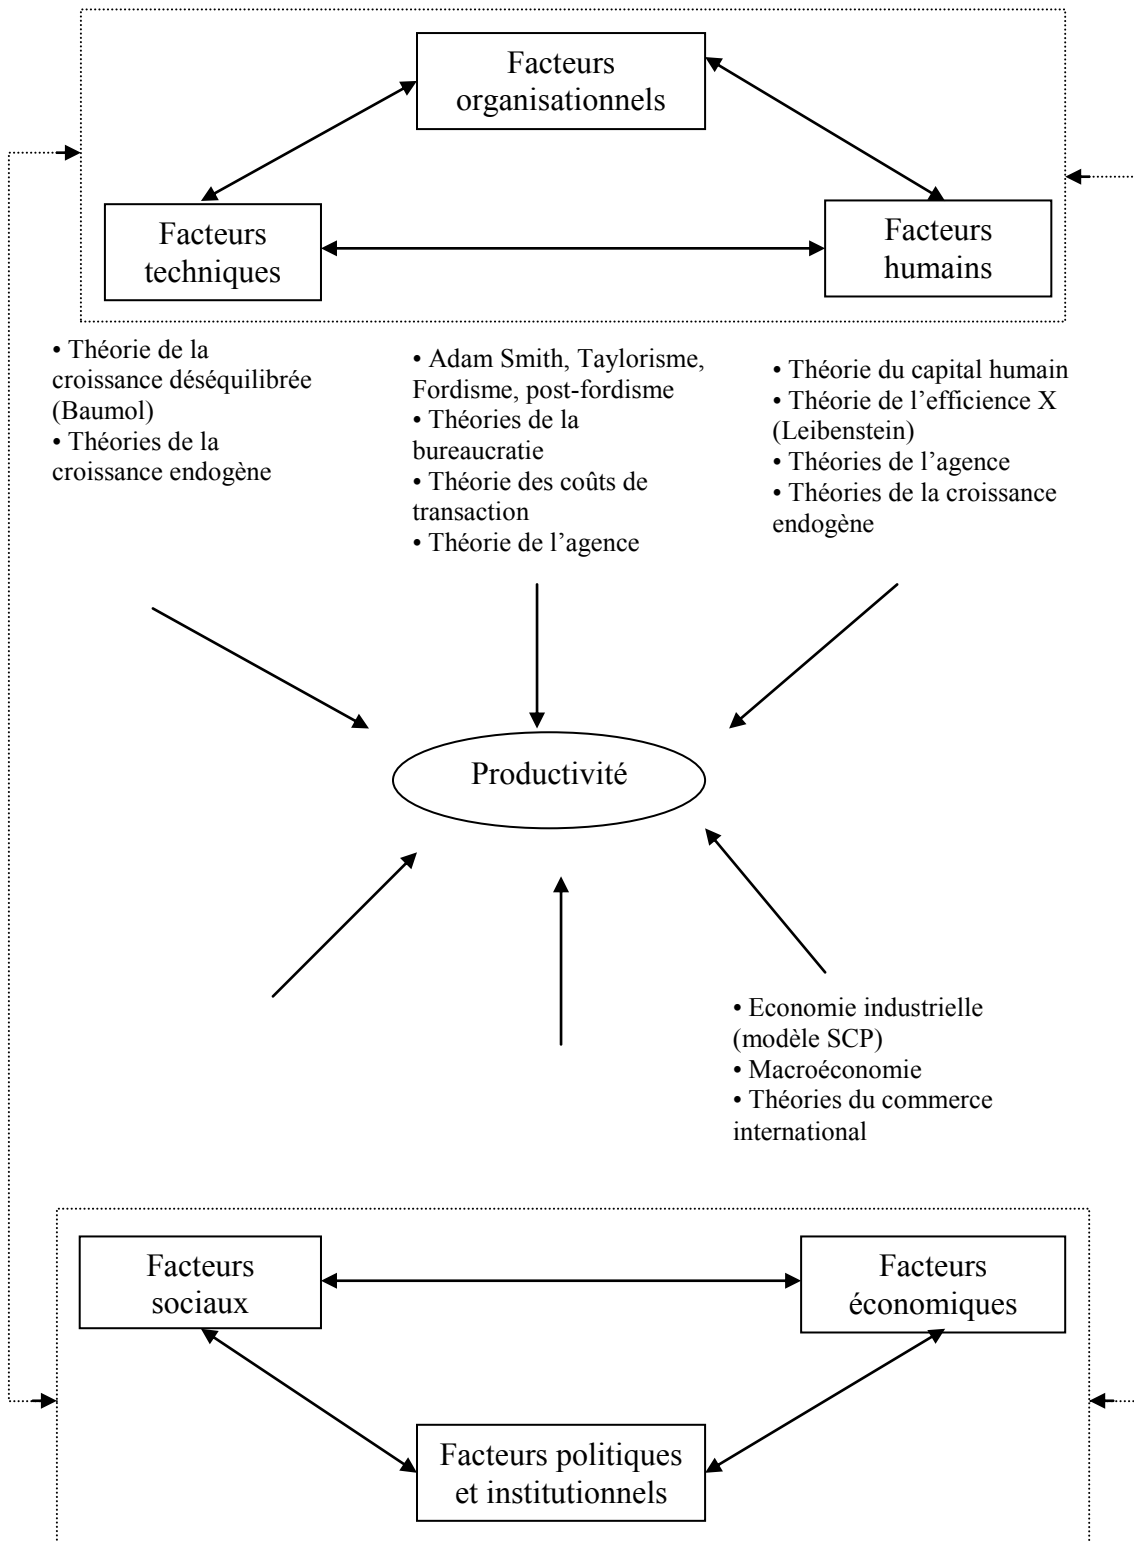 Facteurs
organisationnels
Facteurs
techniques
Facteurs
humains
• Théorie de la
croissance déséquilibrée
(Baumol)
• Théories de la
croissance endogène
• Adam Smith, Taylorisme,
Fordisme, post-fordisme
• Théories de la
bureaucratie
• Théorie des coûts de
transaction
• Théorie de l’agence
• Théorie du capital humain
• Théorie de l’efficience X
(Leibenstein)
• Théories de l’agence
• Théories de la croissance
endogène
Productivité
• Economie industrielle
(modèle SCP)
• Macroéconomie
• Théories du commerce
international
Facteurs
sociaux
Facteurs
économiques
Facteurs politiques
et institutionnels